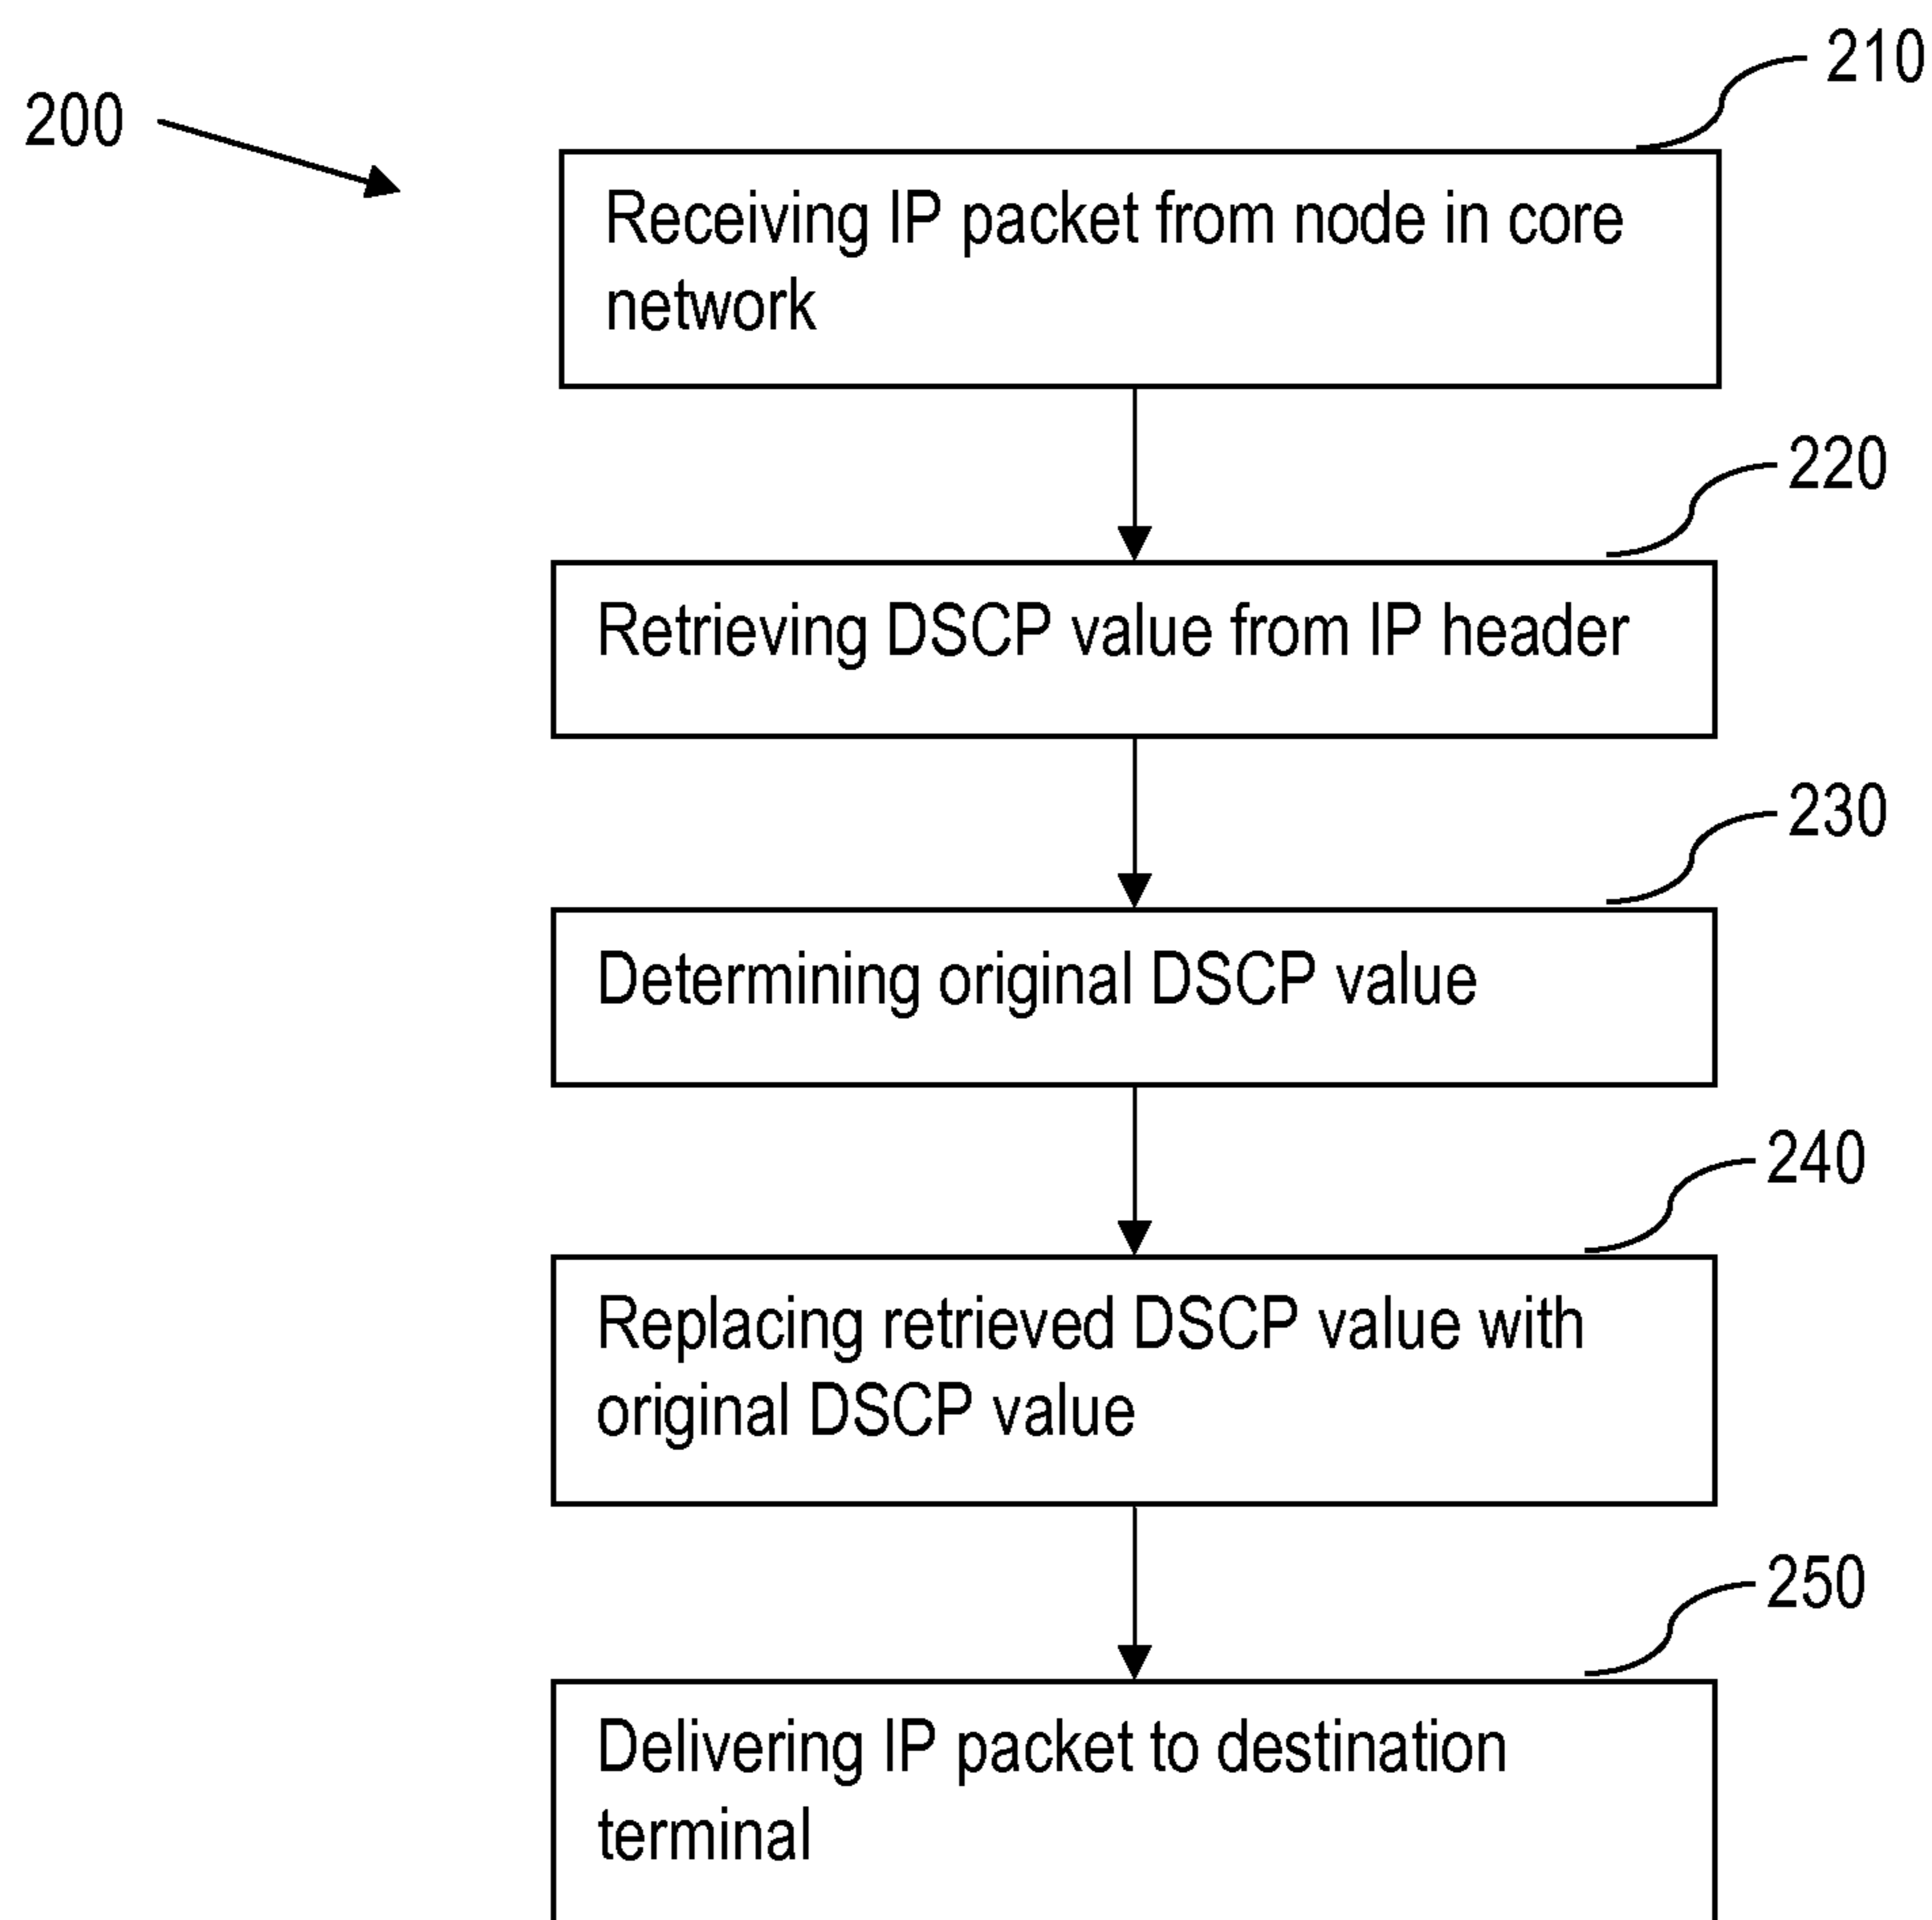 210
200
Receiving IP packet from node in core
network
220
Retrieving DSCP value from IP header
230
Determining original DSCP value
240
Replacing retrieved DSCP value with
original DSCP value
250
Delivering IP packet to destination
terminal